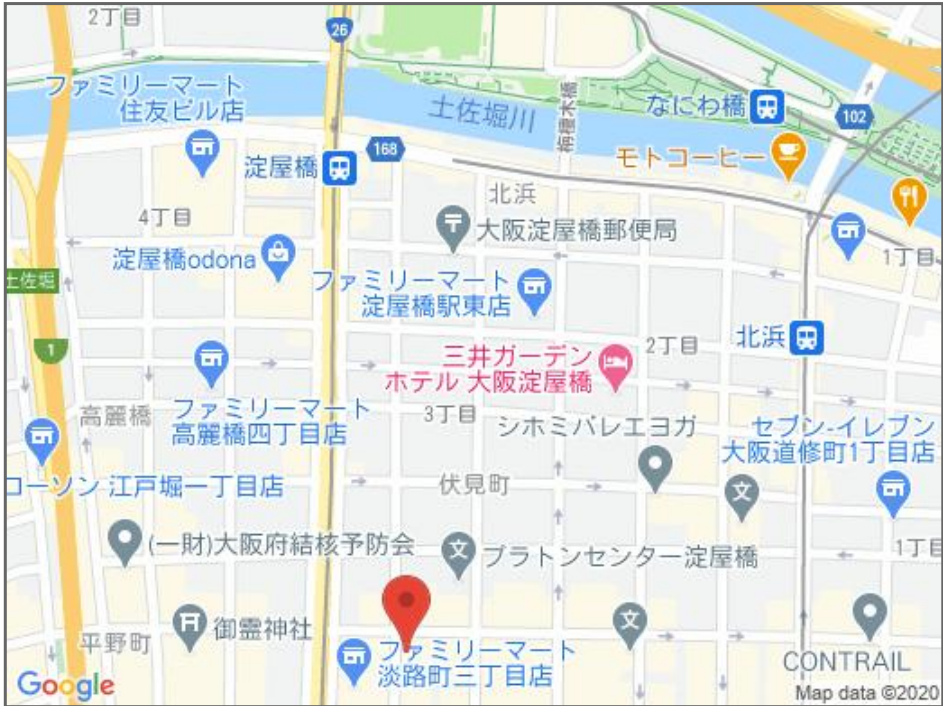 2丁目
26
ファミリーマート
住友ビル店
土佐堀川
栴檀木橋
なにわ橋
102
淀屋橋
168
モトコーヒー
北浜
4丁目
大阪淀屋橋郵便局
淀屋橋odona
1丁目
土佐堀
ファミリーマート
淀屋橋駅東店
1
三井ガーデン
ホテル 大阪淀屋橋
2丁目
北浜
高麗橋
ファミリーマート
高麗橋四丁目店
3丁目
シホミバレエヨガ
セブン-イレブン
大阪道修町1丁目店
ローソン 江戸堀一丁目店
伏見町
文
(一財)大阪府結核予防会
文
プラトンセンター淀屋橋
1丁目
平野町
御霊神社
文
ファミリーマート
淡路町三丁目店
CONTRAIL
Google
Map data ©2020